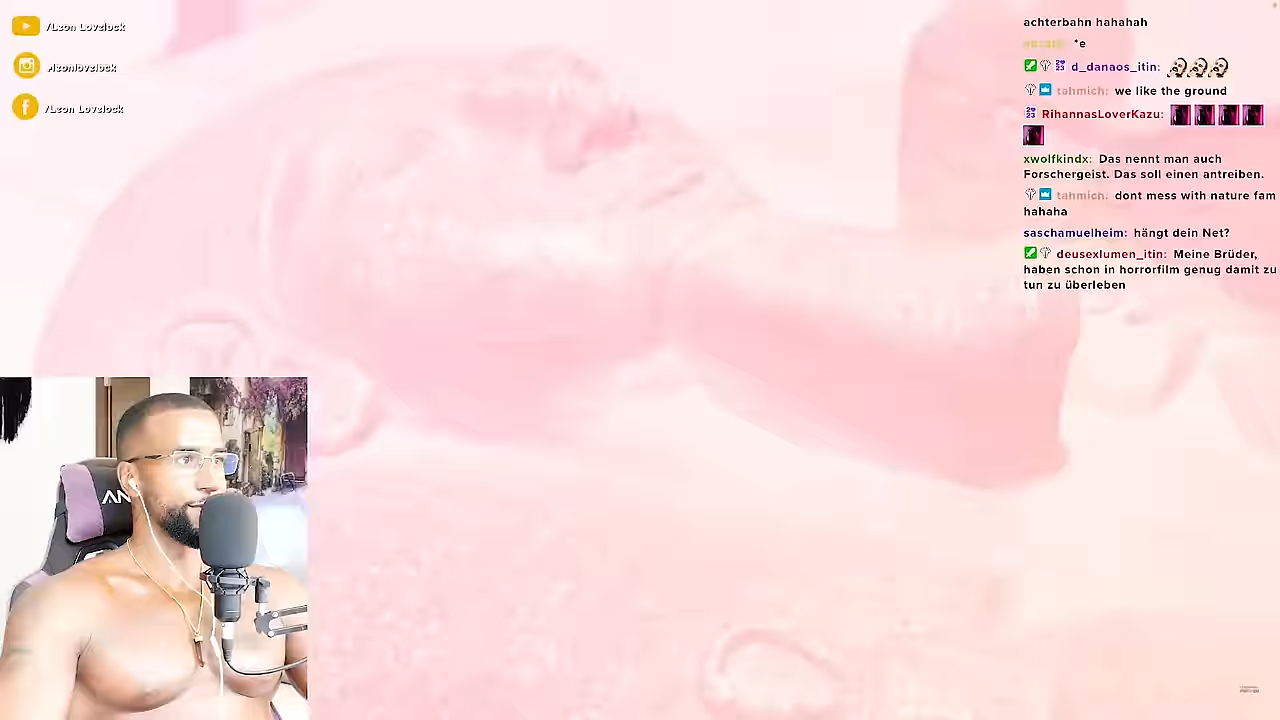 /Leon Lovelock
/leonlovelock
/Leon Lovelock
achterbahn hahahah
*e
d_danaos_itin:
tahmich: we like the ground
RihannasLoverKazu:
xwolfkindx: Das nennt man auch
Forschergeist. Das soll einen antreiben.
tahmich: dont mess with nature fam
hahaha
saschamuelheim: hängt dein Net?
deusexlumen_itin: Meine Brüder,
haben schon in horrorfilm genug damit zu
tun zu überleben
AN